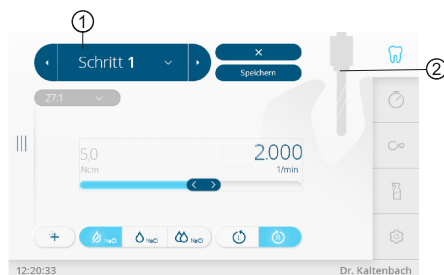 1
Schritt 1
×
Speichern
2
27:1
5.0
Ncm
2.000
1/min
NaCl
NaCl
NaCl
L
R
12:20:33
Dr. Kaltenbach